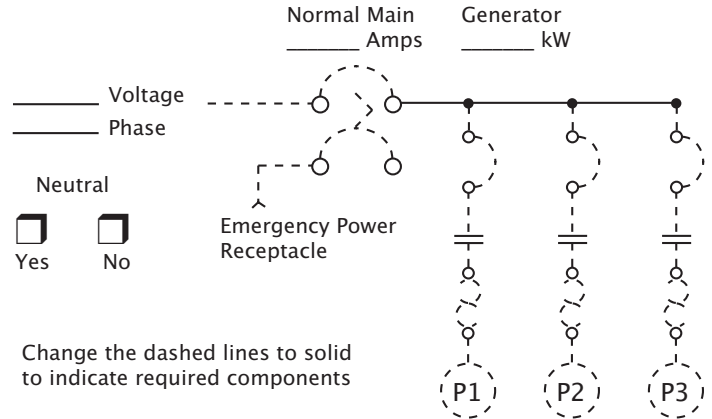 Normal Main
_______ Amps
Generator
_______ kW
________ Voltage
________ Phase
Neutral
Yes
No
Emergency Power
Receptacle
Change the dashed lines to solid
to indicate required components
P1
P2
P3